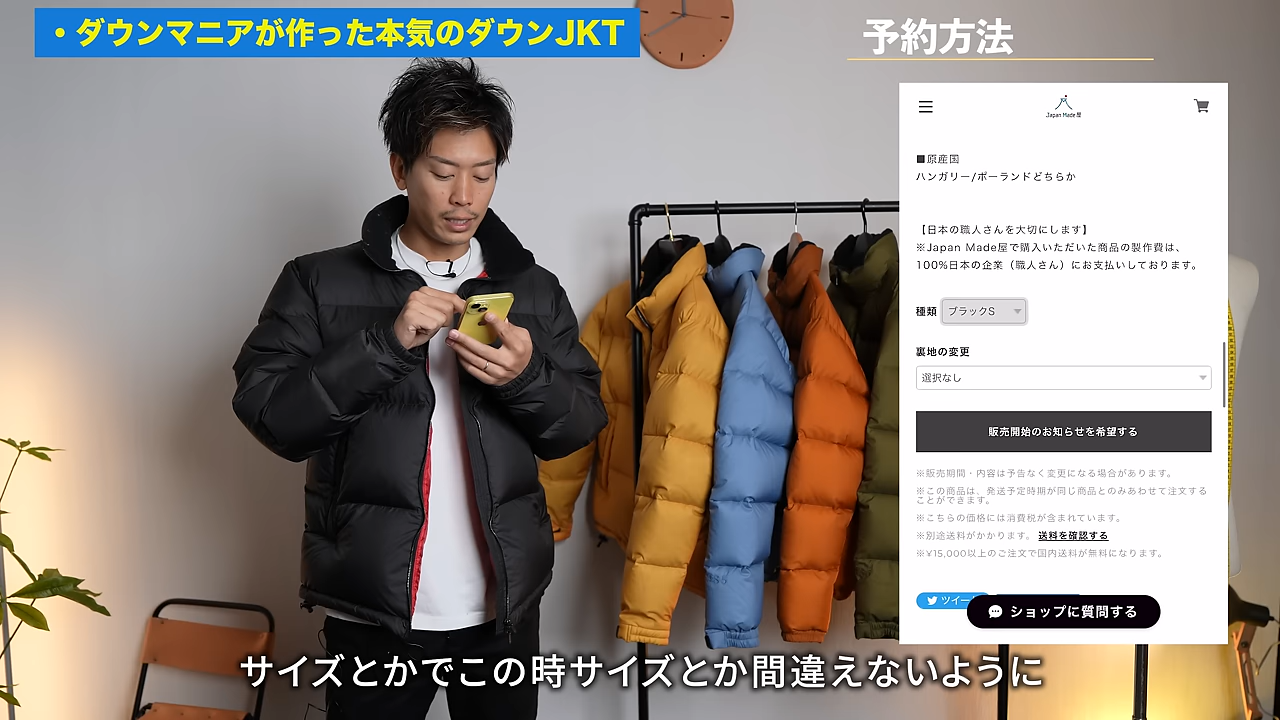 ・ダウンマニアが作った本気のダウンJKT
予約方法
Japan Made屋
■原産国
ハンガリー/ポーランドどちらか
【日本の職人さんを大切にします】
※Japan Made屋で購入いただいた商品の製作費は、
100%日本の企業（職人さん）にお支払いしております。
種類 ブラックS
裏地の変更
選択なし
販売開始のお知らせを希望する
※販売期間・内容は予告なく変更になる場合があります。
※この商品は、発送予定時期が同じ商品とのみあわせて注文する
ことができます。
※こちらの価格には消費税が含まれています。
※別途送料がかかります。 送料を確認する
※¥15,000以上のご注文で国内送料が無料になります。
ツイー
ショップに質問する
サイズとかでこの時サイズとか間違えないように